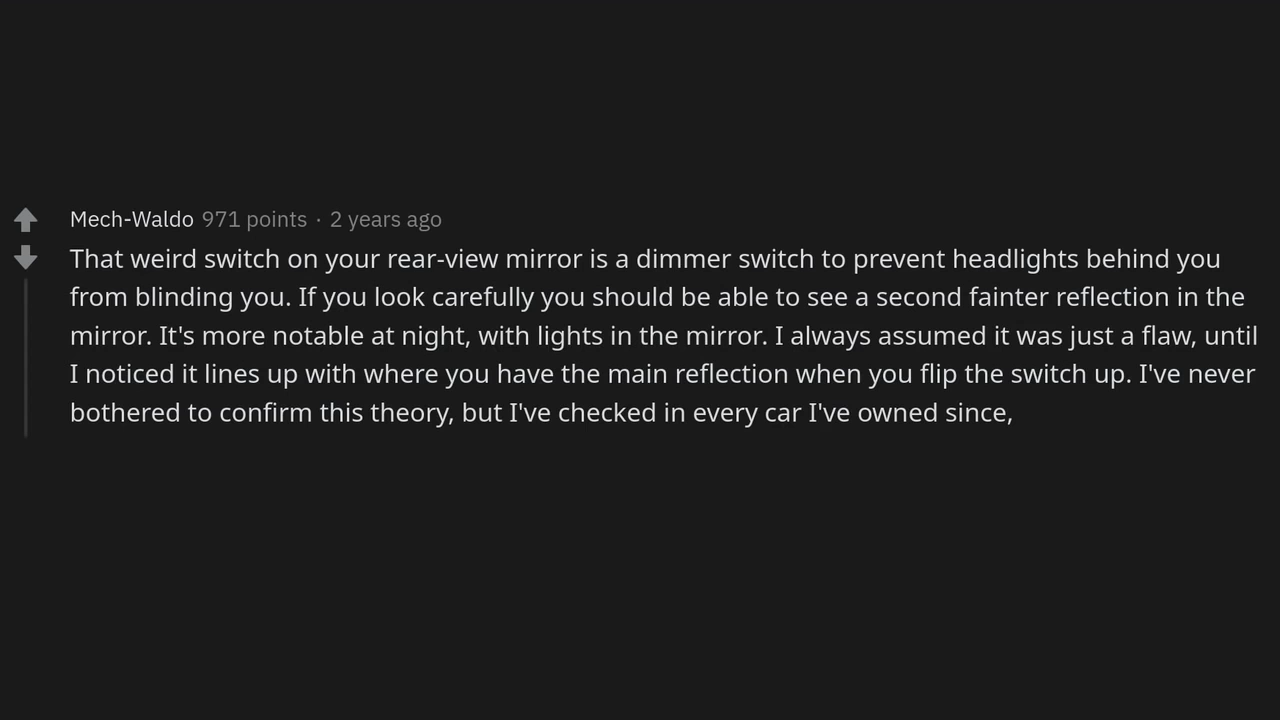 Mech-Waldo 971 points · 2 years ago
That weird switch on your rear-view mirror is a dimmer switch to prevent headlights behind you
from blinding you. If you look carefully you should be able to see a second fainter reflection in the
mirror. It's more notable at night, with lights in the mirror. I always assumed it was just a flaw, until
I noticed it lines up with where you have the main reflection when you flip the switch up. I've never
bothered to confirm this theory, but I've checked in every car I've owned since,